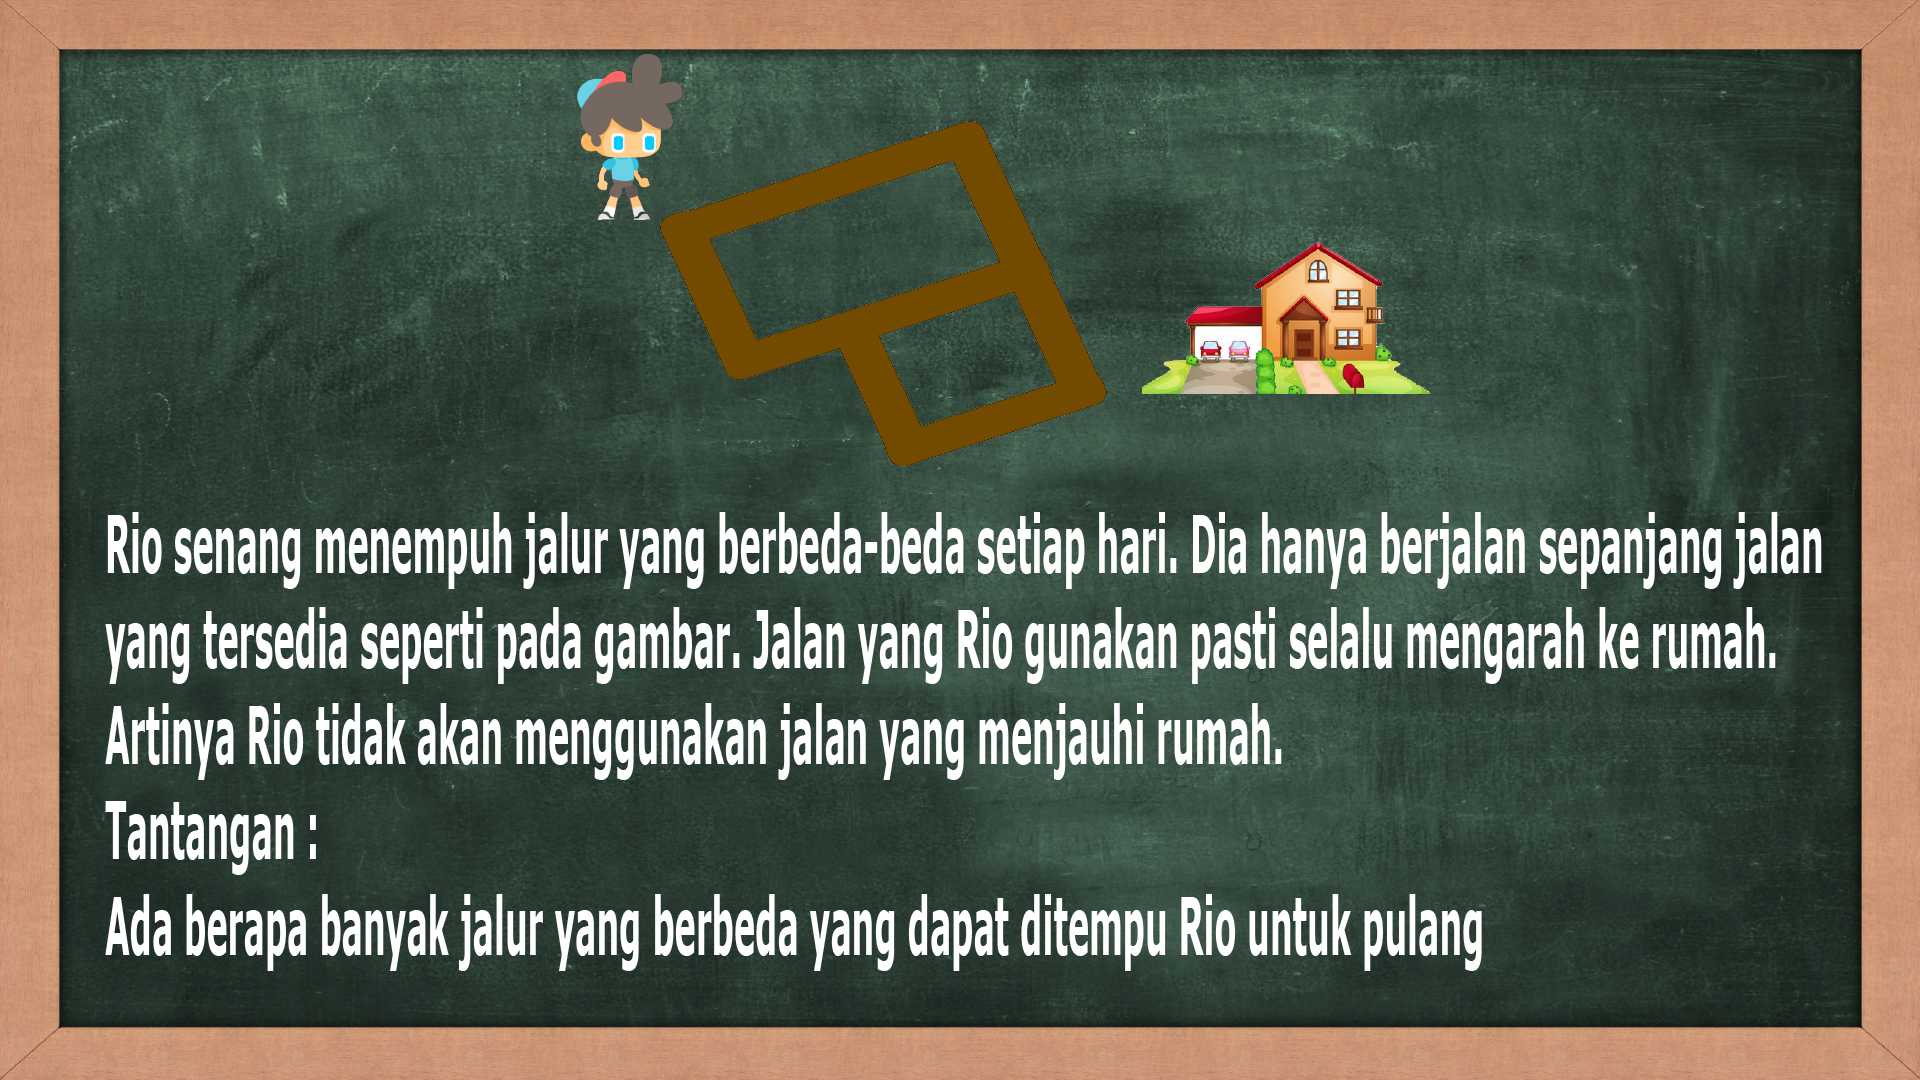 Rio senang menempuh jalur yang berbeda-beda setiap hari. Dia hanya berjalan sepanjang jalan
yang tersedia seperti pada gambar. Jalan yang Rio gunakan pasti selalu mengarah ke rumah.
Artinya Rio tidak akan menggunakan jalan yang menjauhi rumah.
Tantangan :
Ada berapa banyak jalur yang berbeda yang dapat ditempu Rio untuk pulang